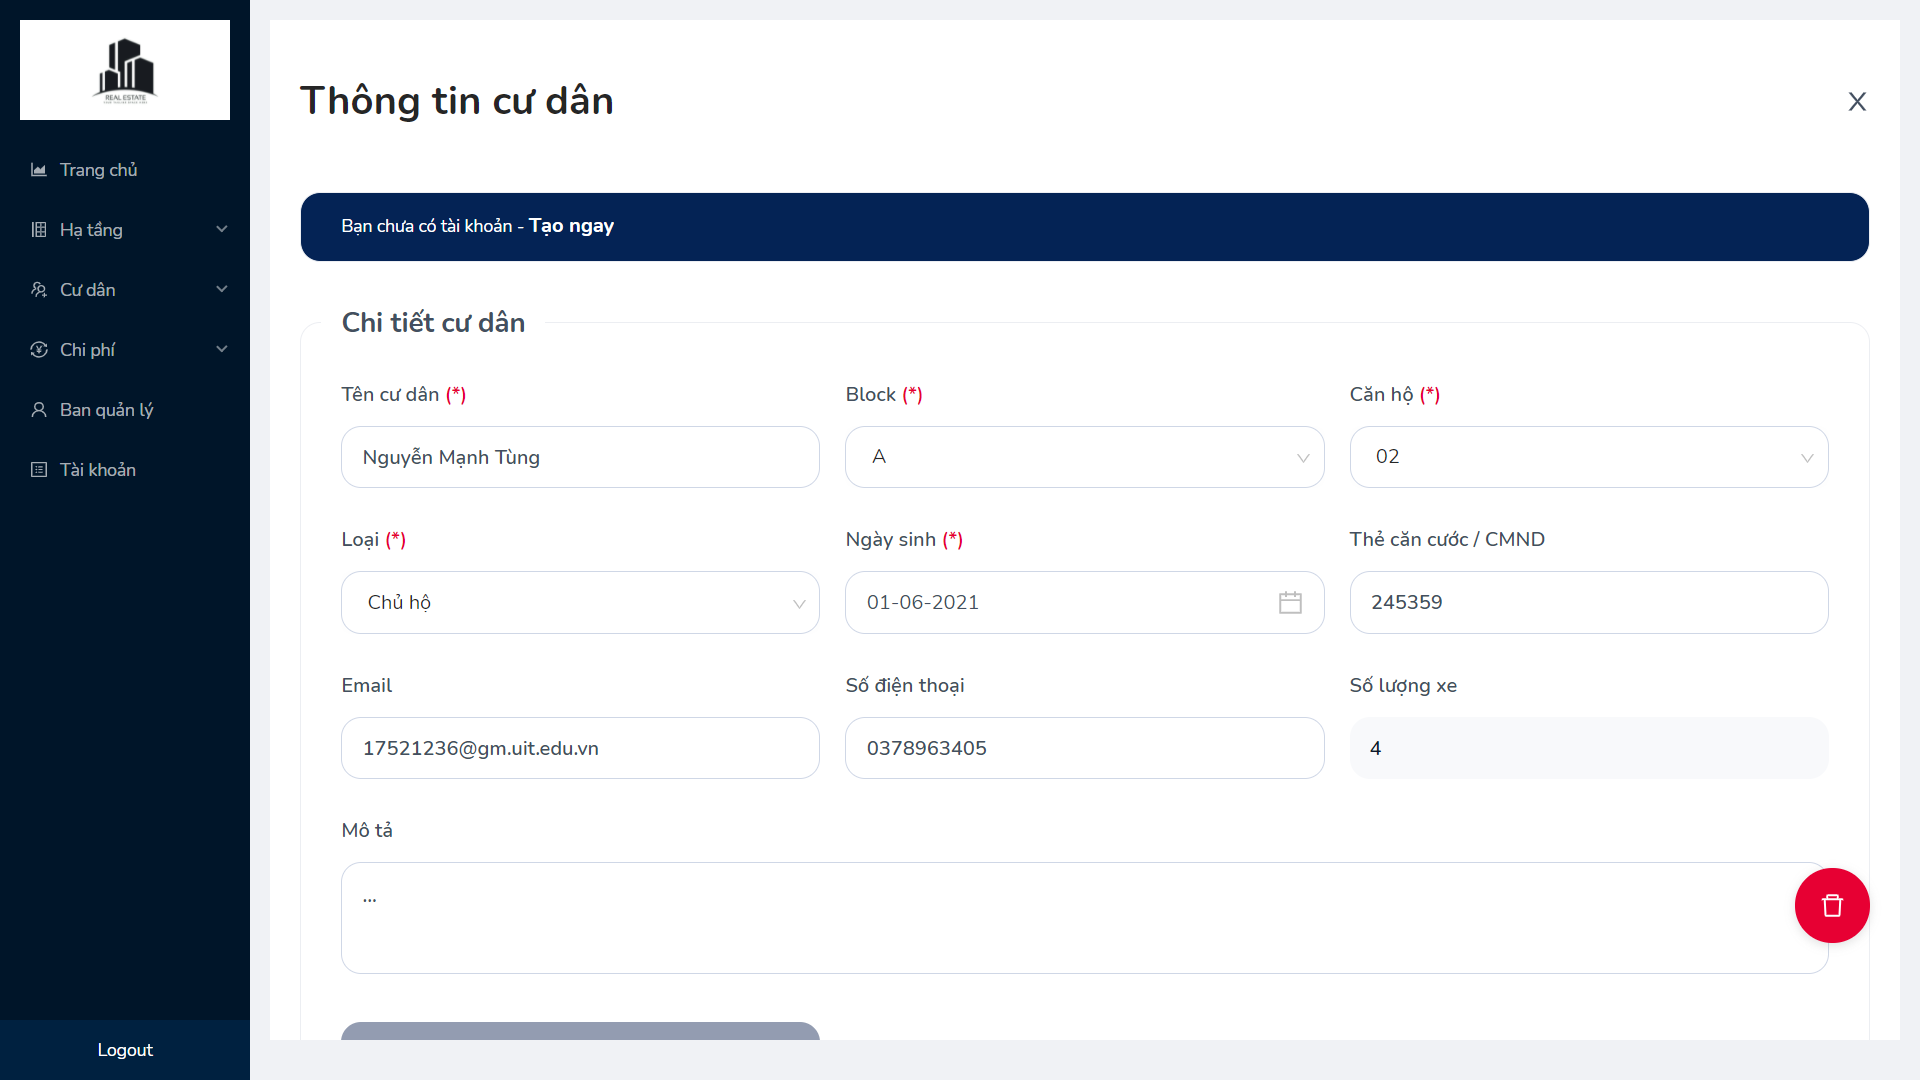 REAL ESTATE
Trang chủ
Hạ tầng
Cư dân
Chi phí
Ban quản lý
Tài khoản
Logout
Thông tin cư dân
X
Bạn chưa có tài khoản - Tạo ngay
Chi tiết cư dân
Tên cư dân (*)
Block (*)
Căn hộ (*)
Nguyễn Mạnh Tùng
A
02
Loại (*)
Ngày sinh (*)
Thẻ căn cước / CMND
Chủ hộ
01-06-2021
245359
Email
Số điện thoại
Số lượng xe
17521236@gm.uit.edu.vn
0378963405
4
Mô tả
...